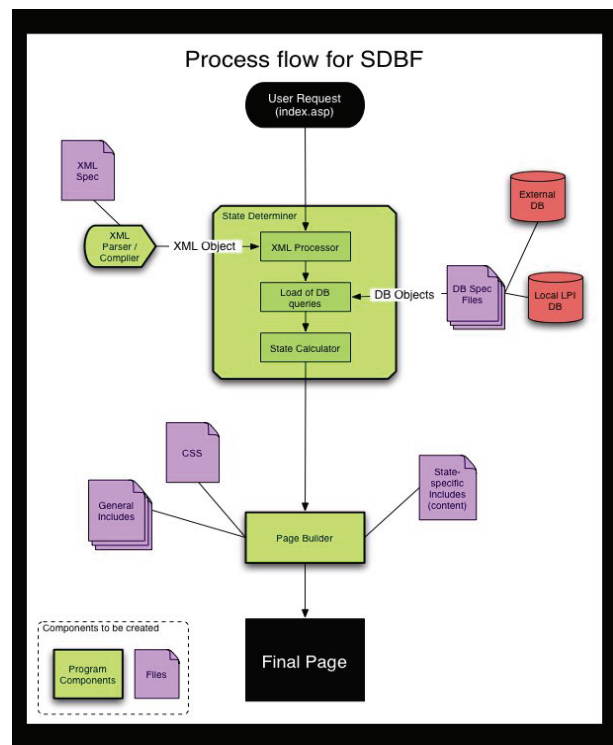 Process flow for SDBF
User Request
(index.asp)
XML
Spec
External
DB
State Determiner
XML
Parser /
Compiler
XML Object
XML Processor
Load of DB
queries
DB Objects
DB Spec
Files
Local LPI
DB
State Calculator
CSS
State-
specific
Includes
(content)
General
Includes
Page Builder
Components to be created
Program
Components
Files
Final Page